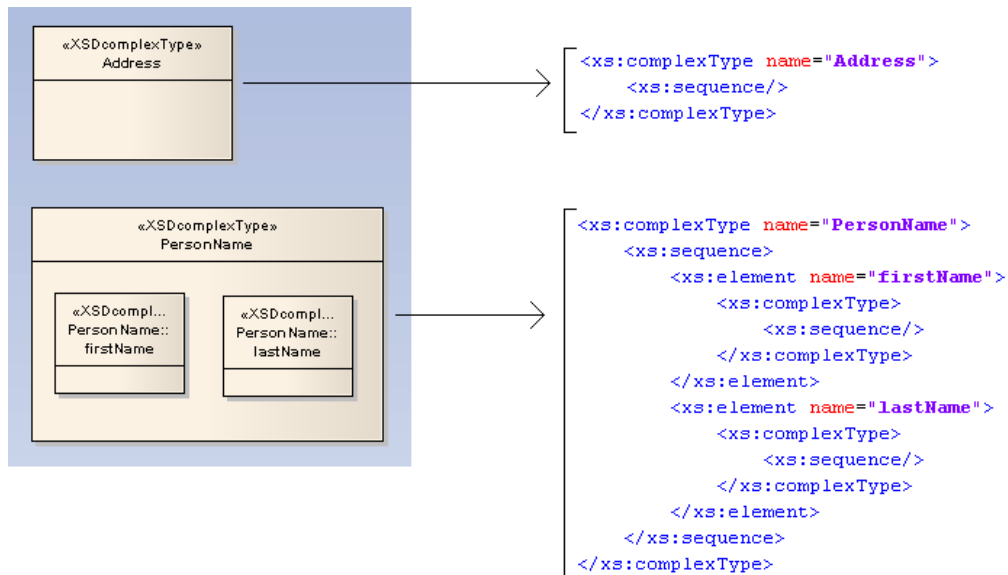 «XSDcomplexType»
Address
<xs:complexType name="Address">
<xs:sequence/>
</xs:complexType>
«XSDcomplexType»
PersonName
«XSDcompl...
PersonName::
firstName
«XSDcompl...
PersonName::
lastName
<xs:complexType name="PersonName">
<xs:sequence>
<xs:element name="firstName">
<xs:complexType>
<xs:sequence/>
</xs:complexType>
</xs:element>
<xs:element name="lastName">
<xs:complexType>
<xs:sequence/>
</xs:complexType>
</xs:element>
</xs:sequence>
</xs:complexType>